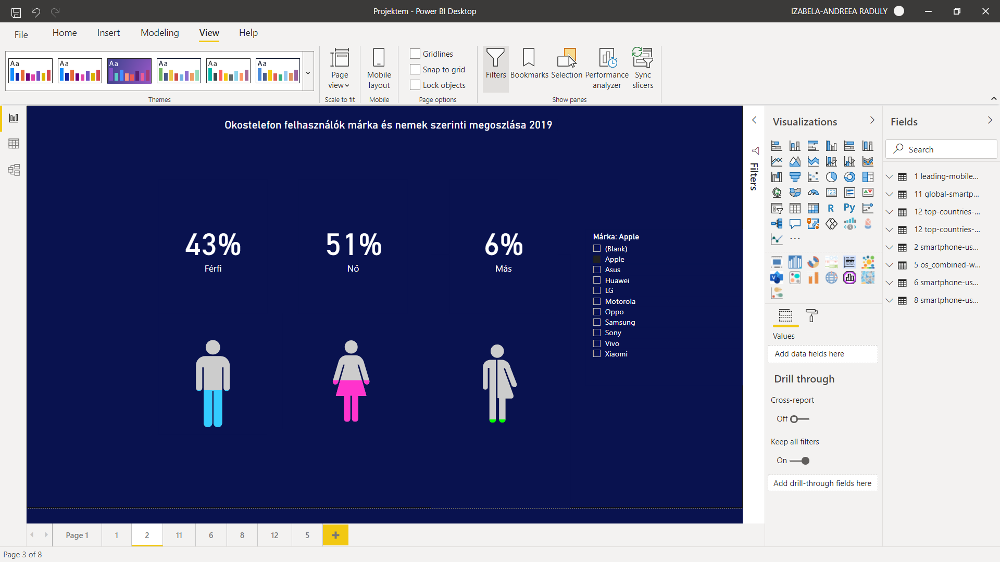 Projektem - Power BI Desktop
IZABELA-ANDREEA RADULY
File
Home
Insert
Modeling
View
Help
Aa
Aa
Aa
Aa
Aa
Aa
Themes
Page
view
Scale to fit
Mobile
layout
Mobile
Gridlines
Snap to grid
Lock objects
Page options
Filters
Bookmarks
Selection
Performance
analyzer
Sync
slicers
Show panes
Okostelefon felhasználók márka és nemek szerinti megoszlása 2019
43%
Férfi
51%
Nő
6%
Más
Márka: Apple
(Blank)
Apple
Asus
Huawei
LG
Motorola
Oppo
Samsung
Sony
Vivo
Xiaomi
Filters
Visualizations
123
R
Py
...
Values
Add data fields here
Drill through
Cross-report
Off
Keep all filters
On
Add drill-through fields here
Fields
Search
1 leading-mobile...
11 global-smartp...
12 top-countries-...
12 top-countries-...
2 smartphone-us...
5 os_combined-w...
6 smartphone-us...
8 smartphone-us...
Page 1
1
2
11
6
8
12
5
+
Page 3 of 8